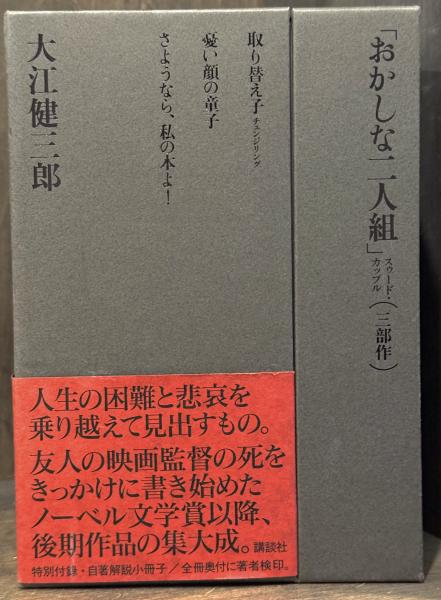 「おかしな二人組」スゥード・カップル(三部作)
取り替え子チェンジリング
憂い顔の童子
さようなら、私の本よ!
大江健三郎
人生の困難と悲哀を
乗り越えて見出すもの。
友人の映画監督の死を
きっかけに書き始めた
ノーベル文学賞以降、
後期作品の集大成。講談社
特別付録・自著解説小冊子/全冊奥付に著者検印。